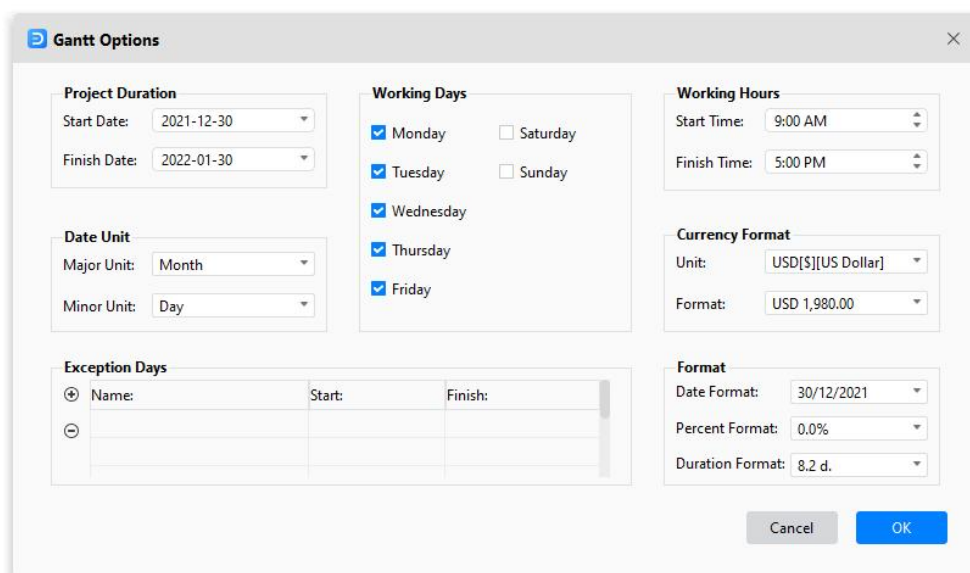 Gantt Options
Project Duration
Start Date: 2021-12-30
Finish Date: 2022-01-30
Date Unit
Major Unit: Month
Minor Unit: Day
Working Days
Monday Saturday
Tuesday Sunday
Wednesday
Thursday
Friday
Working Hours
Start Time: 9:00 AM
Finish Time: 5:00 PM
Currency Format
Unit: USD[$][US Dollar]
Format: USD 1,980.00
Exception Days
Name: Start: Finish:
Format
Date Format: 30/12/2021
Percent Format: 0.0%
Duration Format: 8.2 d.
Cancel OK